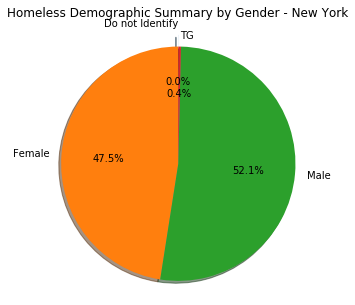 Homeless Demographic Summary by Gender - New York
Do not Identify
TG
0.0%
0.4%
Female
47.5%
52.1%
Male